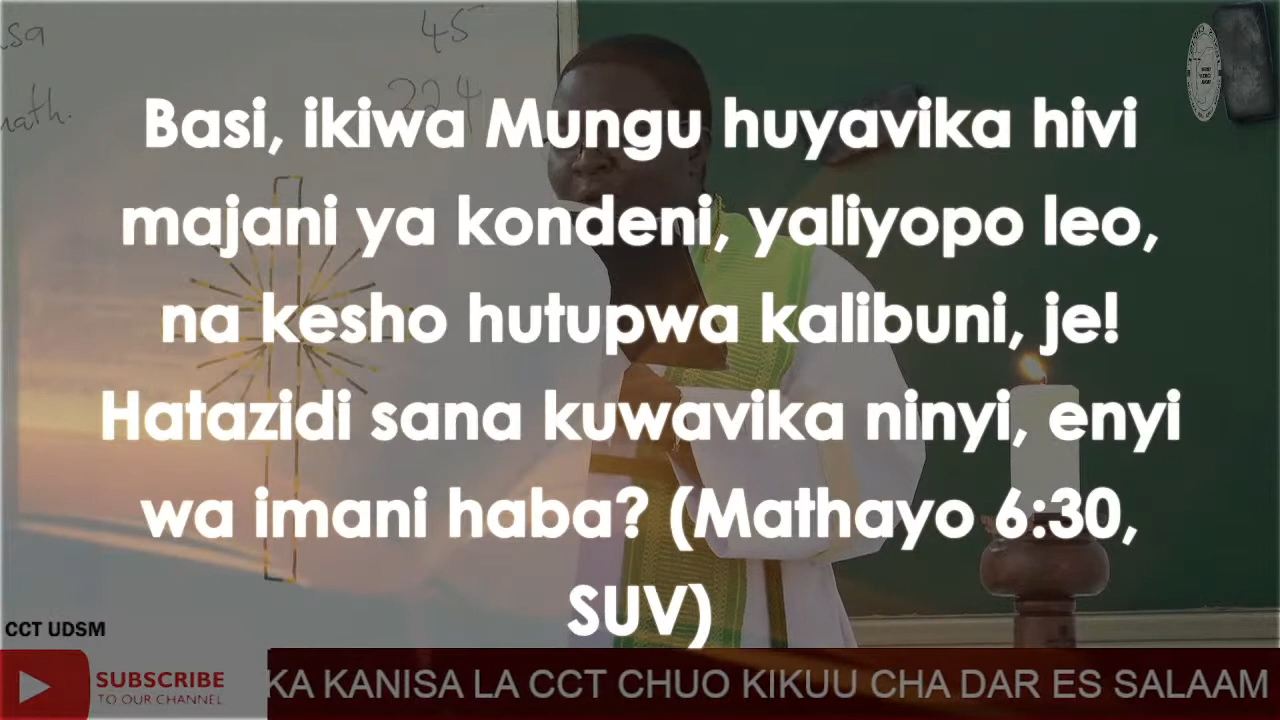 45
224
Basi, ikiwa Mungu huyavika hivi
majani ya kondeni, yaliyopo leo,
na kesho hutupwa kalibuni, je!
Hatazidi sana kuwavika ninyi, enyi
wa imani haba? (Mathayo 6:30,
SUV)
CCT UDSM
SUBSCRIBE
TO OUR CHANNEL
KA KANISA LA CCT CHUO KIKUU CHA DAR ES SALAAM